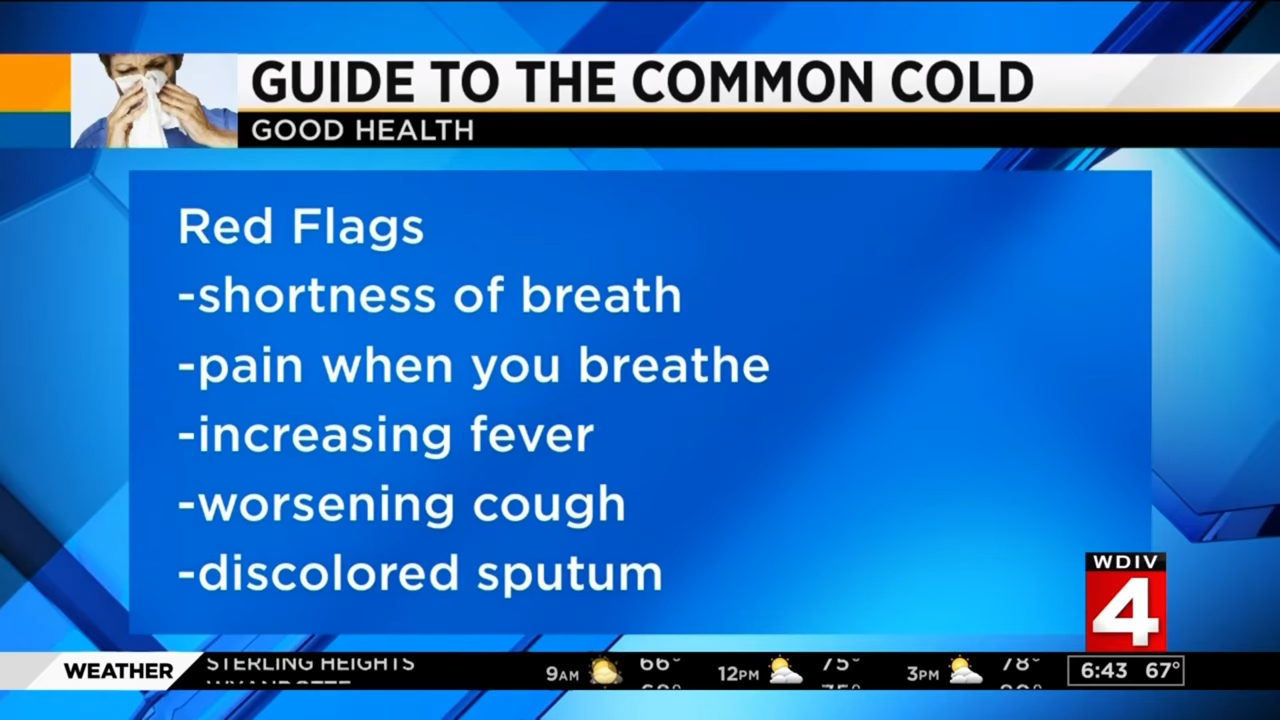 GUIDE TO THE COMMON COLD
GOOD HEALTH
Red Flags
-shortness of breath
-pain when you breathe
-increasing fever
-worsening cough
-discolored sputum
WDIV
4
WEATHER
STERLING HEIGHTS
9AM 66° 12PM 75° 3PM 78°
6:43 67°